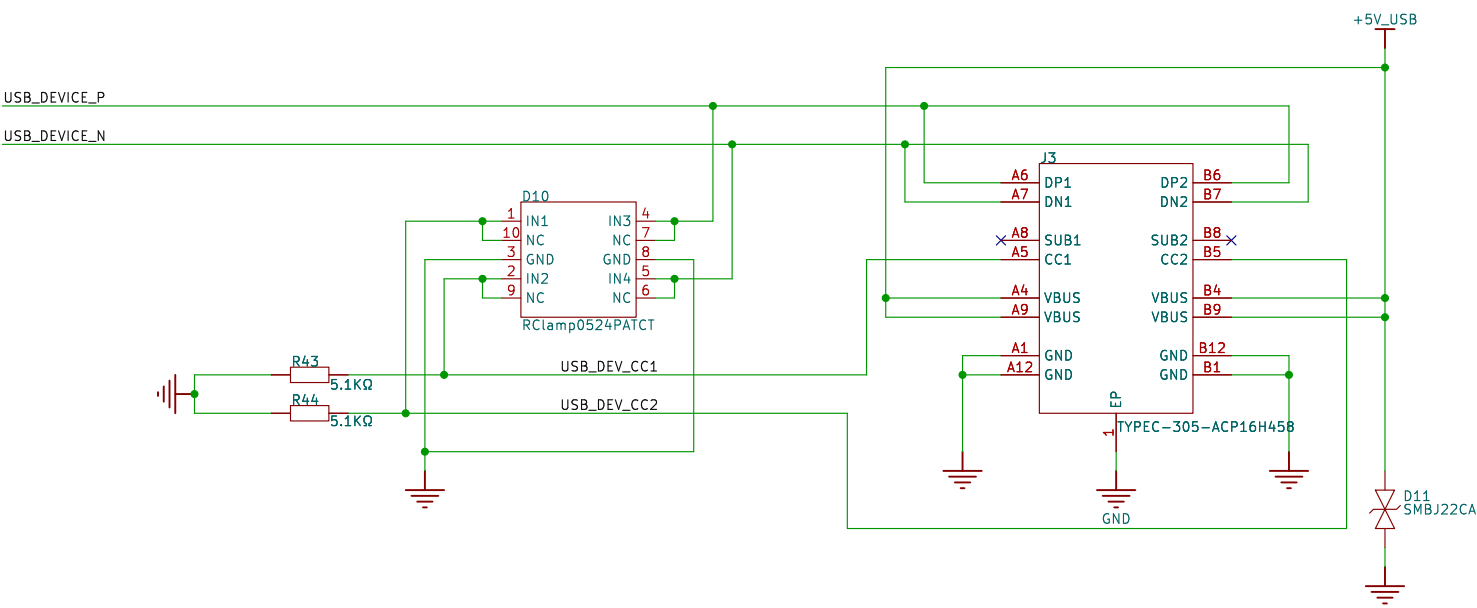 +5V_USB
USB_DEVICE_P
USB_DEVICE_N
J3
A6 DP1 DP2 B6
A7 DN1 DN2 B7
D10
1 IN1 IN3 4
10 NC NC 7
3 GND GND 8
2 IN2 IN4 5
9 NC NC 6
RClamp0524PATCT
A8 SUB1 SUB2 B8
A5 CC1 CC2 B5
A4 VBUS VBUS B4
A9 VBUS VBUS B9
A1 GND GND B12
A12 GND GND B1
EP
1
TYPEC-305-ACP16H458
R43
5.1KΩ
USB_DEV_CC1
R44
5.1KΩ
USB_DEV_CC2
GND
D11
SMBJ22CA